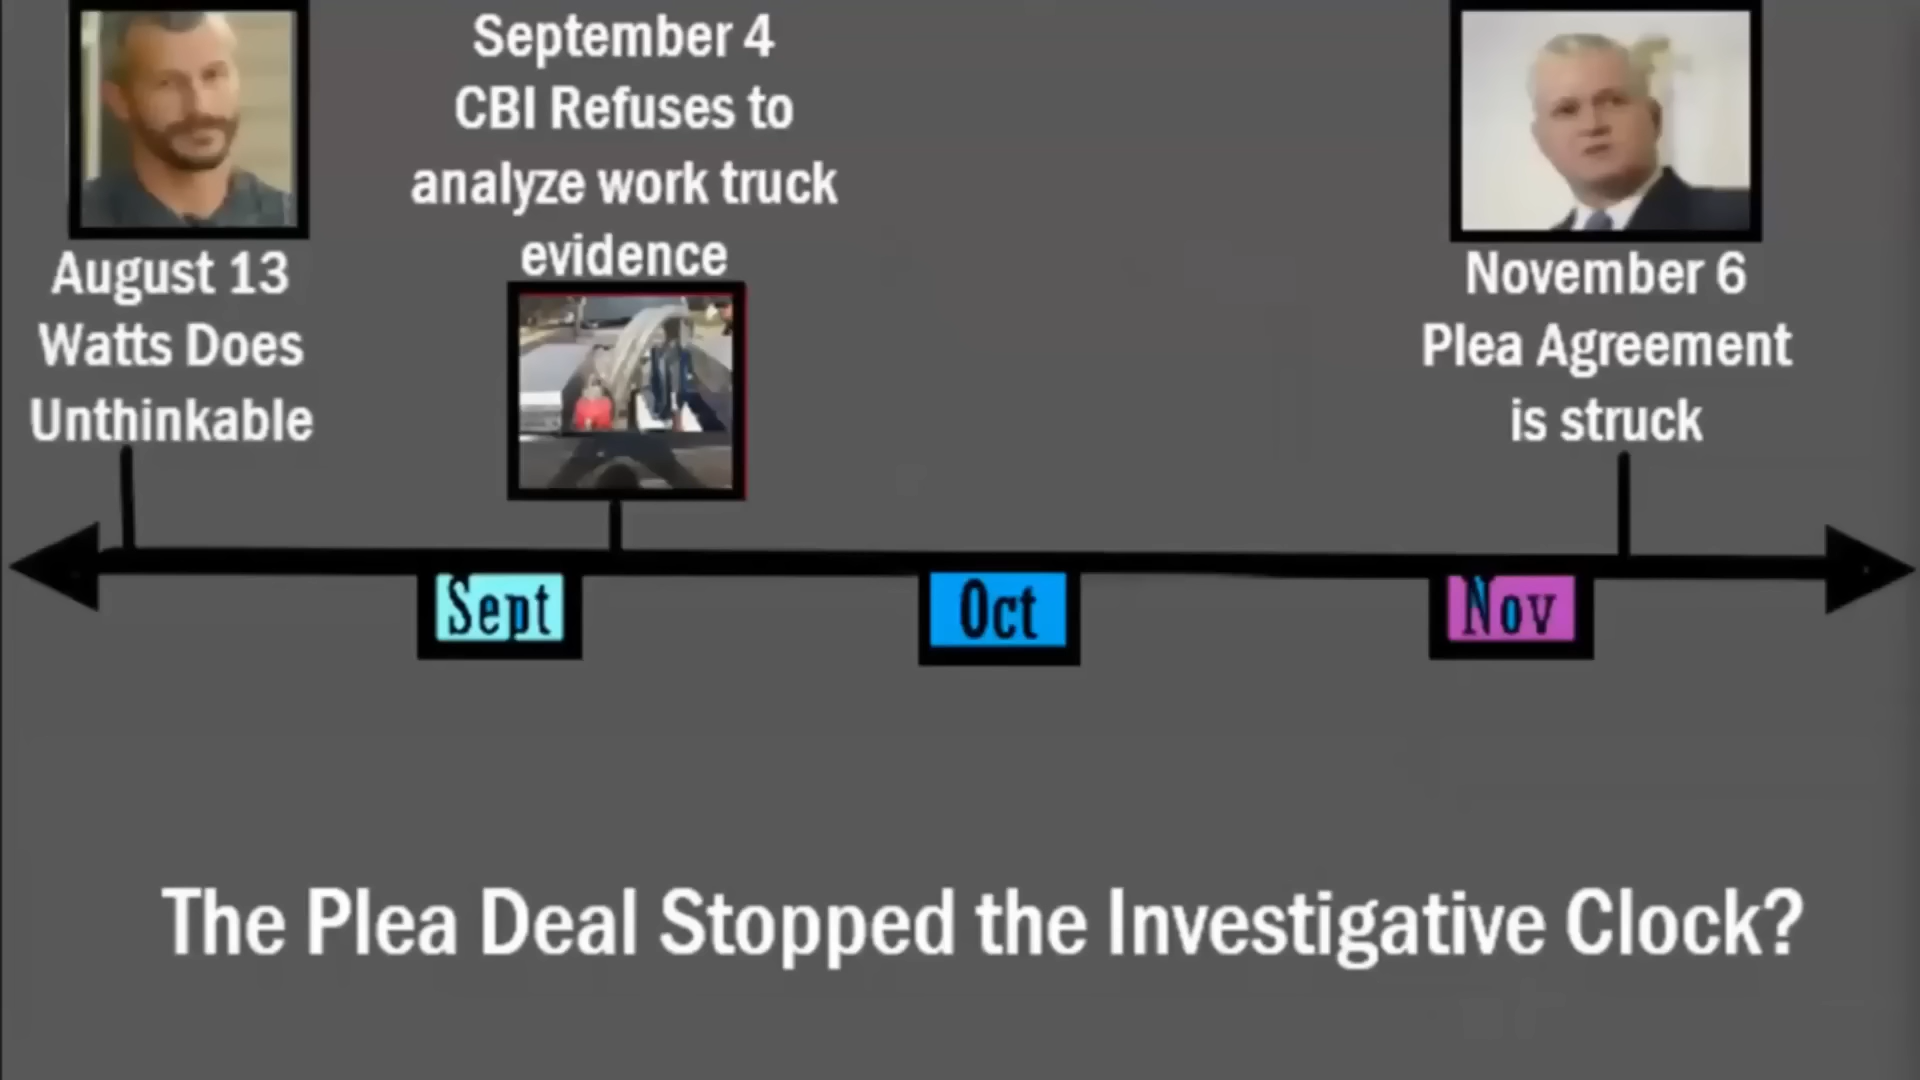 September 4
CBI Refuses to
analyze work truck
evidence
August 13
Watts Does
Unthinkable
November 6
Plea Agreement
is struck
Sept
Oct
Nov
The Plea Deal Stopped the Investigative Clock?